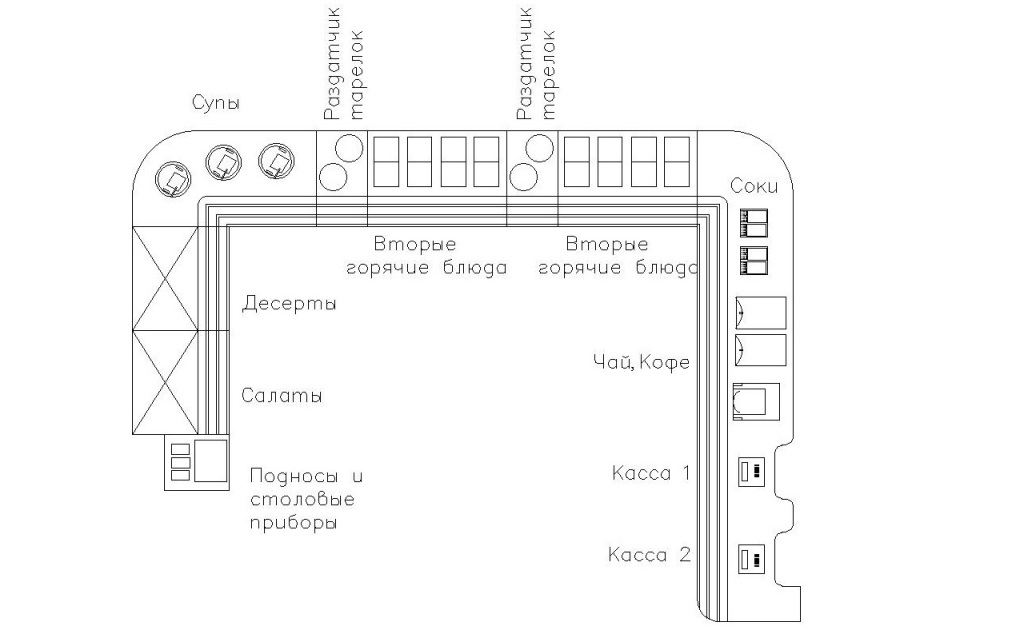 Раздатчик
тарелок
Раздатчик
тарелок
Супы
Соки
Вторые
горячие блюда
Вторые
горячие блюда
Десерты
Чай, Кофе
Салаты
Касса 1
Подносы и
столовые
приборы
Касса 2